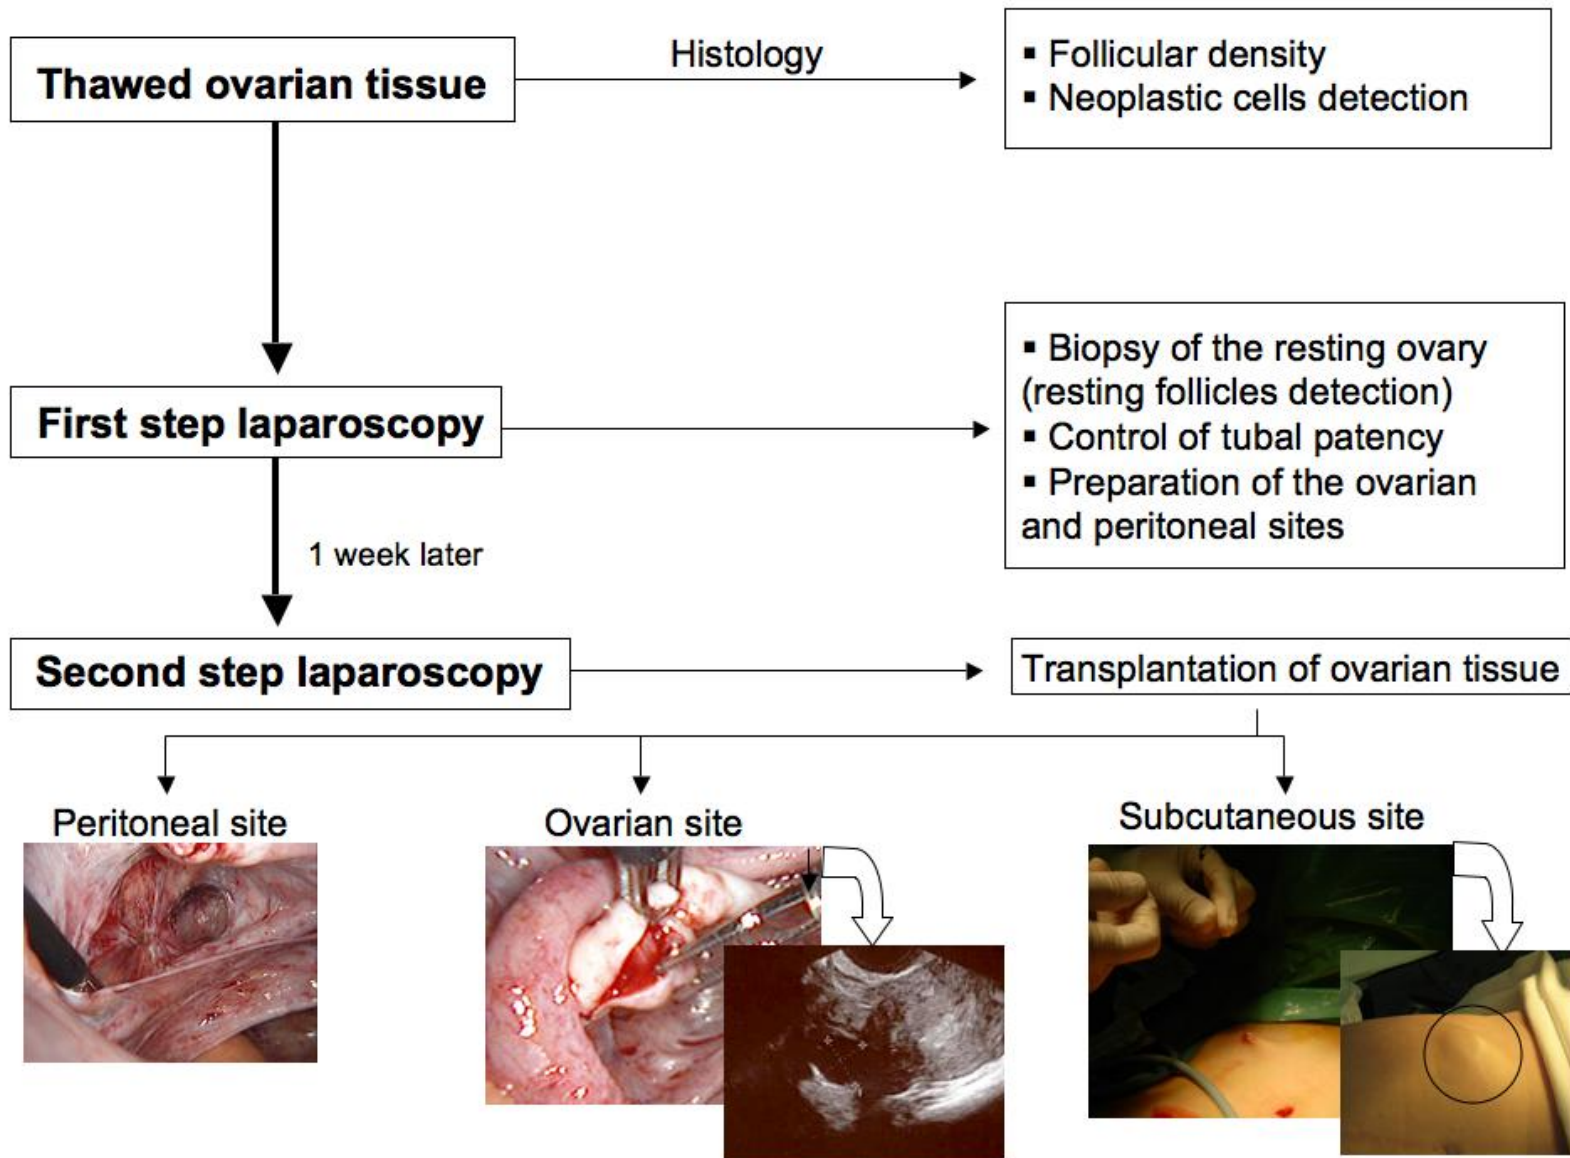 Thawed ovarian tissue
Histology
▪ Follicular density
▪ Neoplastic cells detection
First step laparoscopy
▪ Biopsy of the resting ovary
(resting follicles detection)
▪ Control of tubal patency
▪ Preparation of the ovarian
and peritoneal sites
1 week later
Second step laparoscopy
Transplantation of ovarian tissue
Peritoneal site
Ovarian site
Subcutaneous site